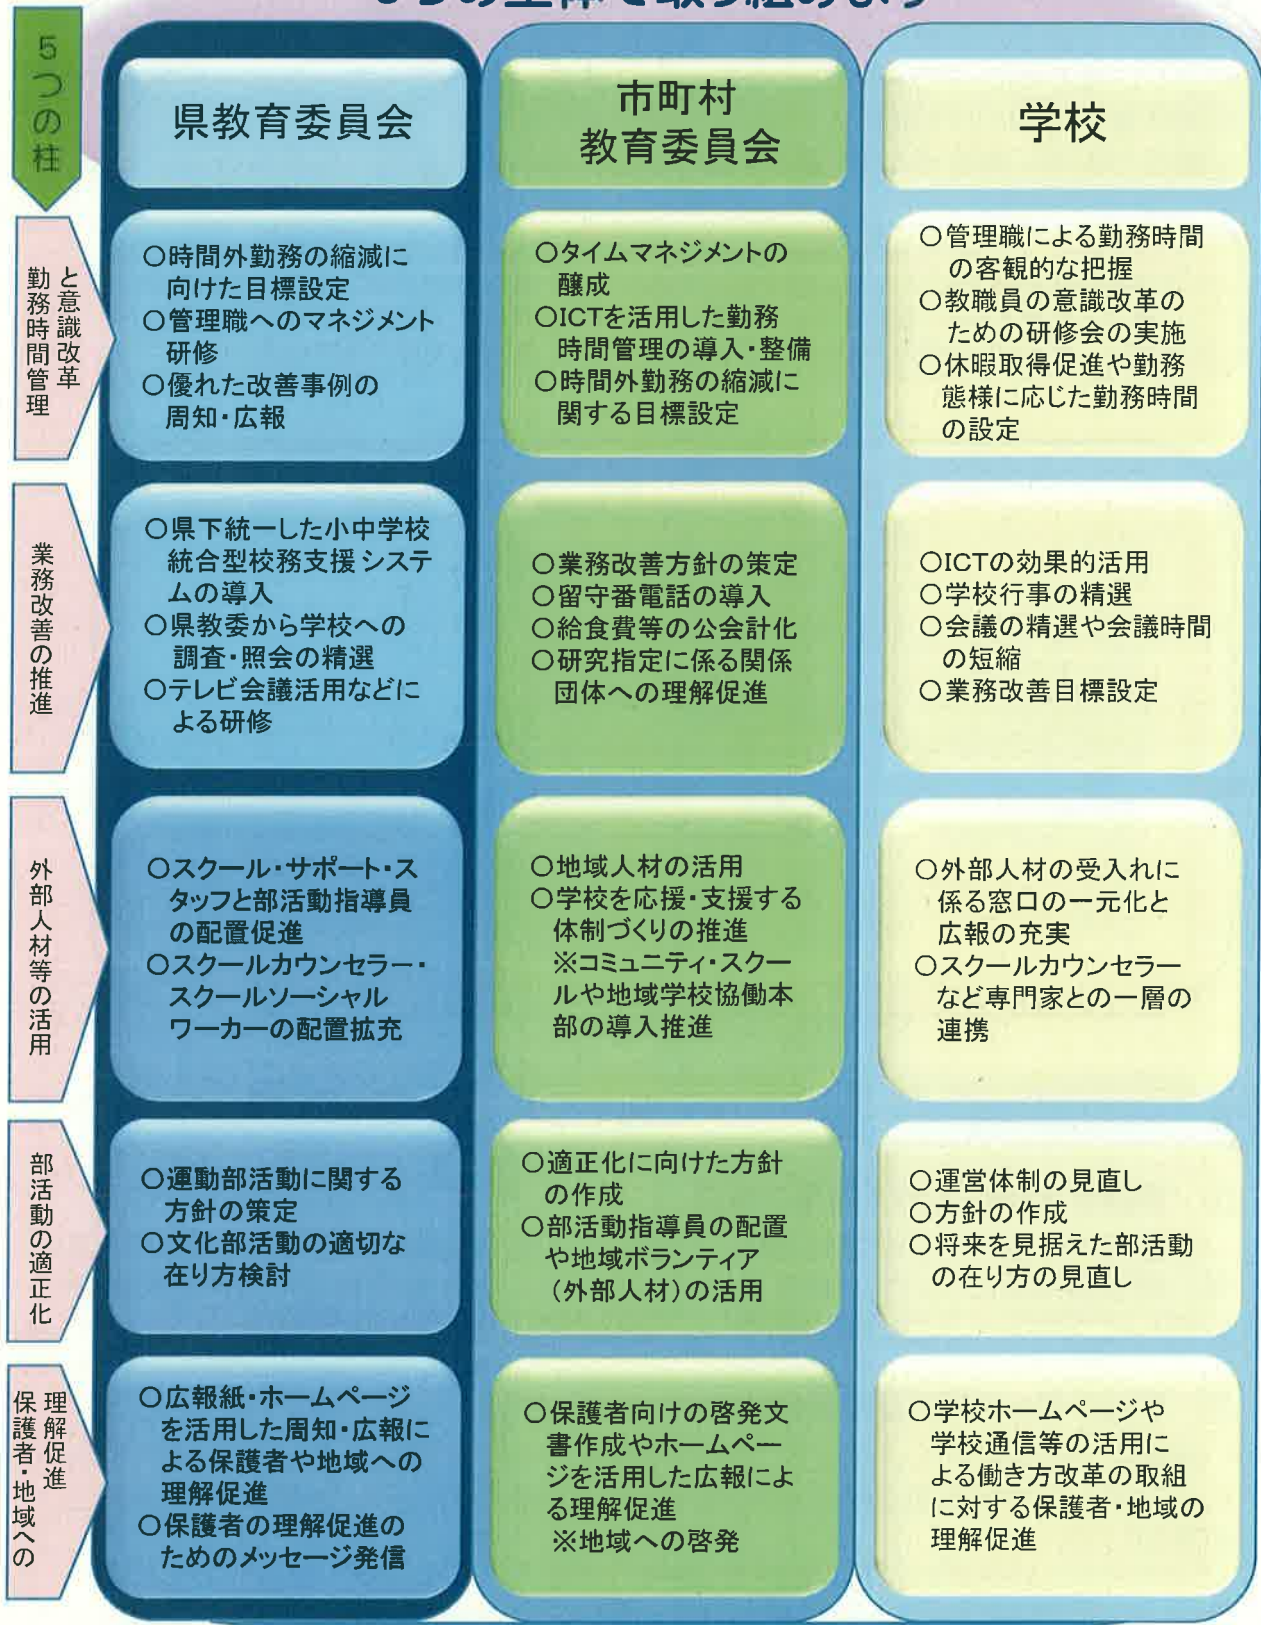 主体で取り組みます
5つの柱
県教育委員会
市町村
教育委員会
学校
勤務時間管理
と意識改革
○時間外勤務の縮減に
向けた目標設定
○管理職へのマネジメント
研修
○優れた改善事例の
周知・広報
○タイムマネジメントの
醸成
○ICTを活用した勤務
時間管理の導入・整備
○時間外勤務の縮減に
関する目標設定
○管理職による勤務時間
の客観的な把握
○教職員の意識改革の
ための研修会の実施
○休暇取得促進や勤務
態様に応じた勤務時間
の設定
業務改善の推進
○県下統一した小中学校
統合型校務支援システ
ムの導入
○県教委から学校への
調査・照会の精選
○テレビ会議活用などに
よる研修
○業務改善方針の策定
○留守番電話の導入
○給食費等の公会計化
○研究指定に係る関係
団体への理解促進
○ICTの効果的活用
○学校行事の精選
○会議の精選や会議時間
の短縮
○業務改善目標設定
外部人材等の活用
○スクール・サポート・ス
タッフと部活動指導員
の配置促進
○スクールカウンセラー・
スクールソーシャル
ワーカーの配置拡充
○地域人材の活用
○学校を応援・支援する
体制づくりの推進
※コミュニティ・スクー
ルや地域学校協働本
部の導入推進
○外部人材の受入れに
係る窓口の一元化と
広報の充実
○スクールカウンセラー
など専門家との一層の
連携
部活動の適正化
○運動部活動に関する
方針の策定
○文化部活動の適切な
在り方検討
○適正化に向けた方針
の作成
○部活動指導員の配置
や地域ボランティア
(外部人材)の活用
○運営体制の見直し
○方針の作成
○将来を見据えた部活動
の在り方の見直し
保護者・地域への
理解促進
○広報紙・ホームページ
を活用した周知・広報に
よる保護者や地域への
理解促進
○保護者の理解促進の
ためのメッセージ発信
○保護者向けの啓発文
書作成やホームペー
ジを活用した広報によ
る理解促進
※地域への啓発
○学校ホームページや
学校通信等の活用に
よる働き方改革の取組
に対する保護者・地域の
理解促進